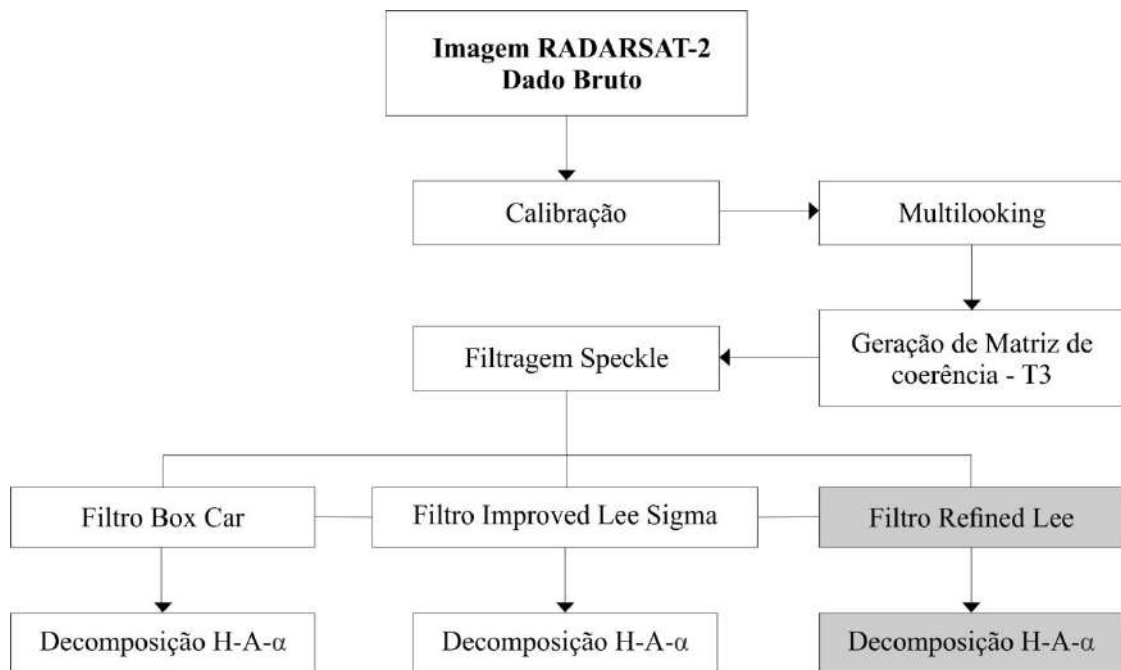 Imagem RADARSAT-2
Dado Bruto
Calibração
Multilooking
Filtragem Speckle
Geração de Matriz de
coerência - T3
Filtro Box Car
Filtro Improved Lee Sigma
Filtro Refined Lee
Decomposição H-A-α
Decomposição H-A-α
Decomposição H-A-α